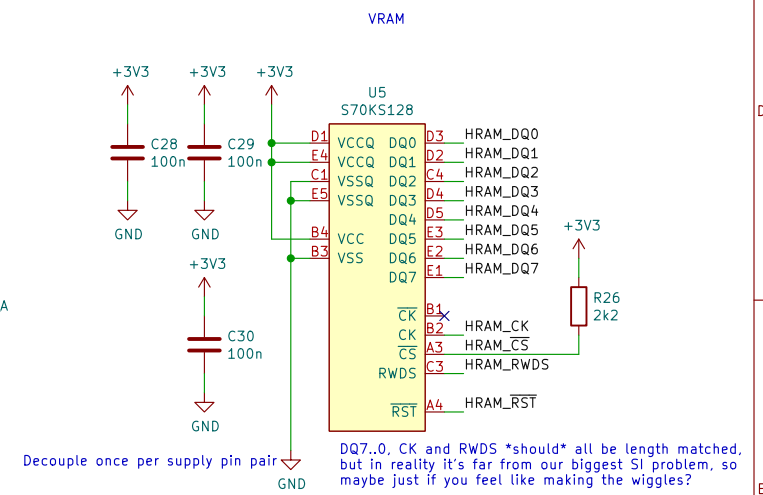 VRAM
+3V3
+3V3
+3V3
C28
100n
C29
100n
GND
GND
U5
S70KS128
D1 VCCQ
E4 VCCQ
C1 VSSQ
E5 VSSQ
B4 VCC
B3 VSS
DQ0 D3 HRAM_DQ0
DQ1 D2 HRAM_DQ1
DQ2 C4 HRAM_DQ2
DQ3 D4 HRAM_DQ3
DQ4 D5 HRAM_DQ4
DQ5 E3 HRAM_DQ5
DQ6 E2 HRAM_DQ6
DQ7 E1 HRAM_DQ7
CK B1
CK B2 HRAM_CK
CS A3 HRAM_CS
RWDS C3 HRAM_RWDS
RST A4 HRAM_RST
+3V3
R26
2k2
+3V3
C30
100n
GND
A
D
E
Decouple once per supply pin pair
GND
DQ7..0, CK and RWDS *should* all be length matched,
but in reality it's far from our biggest SI problem, so
maybe just if you feel like making the wiggles?